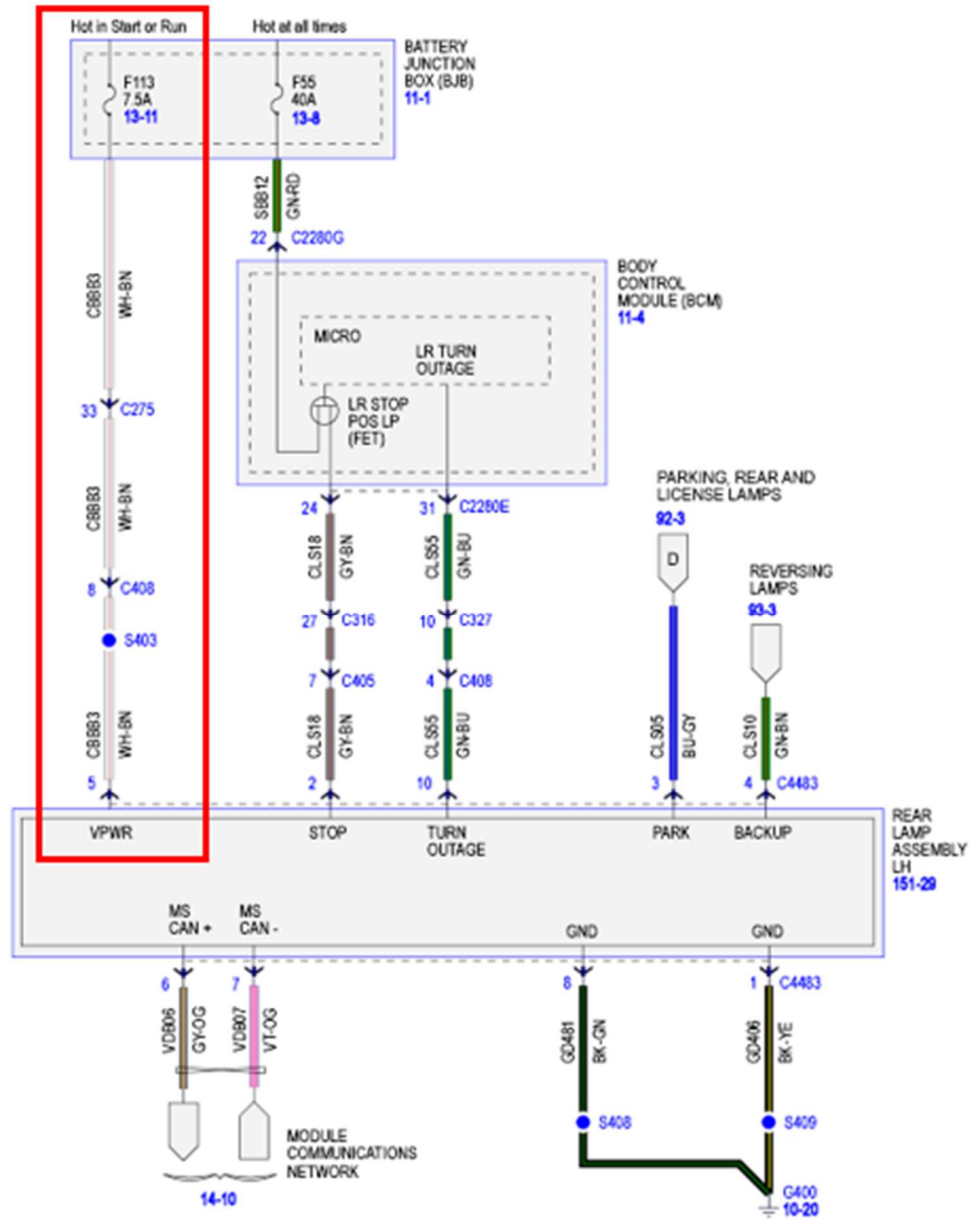 Hot in Start or Run
Hot at all times
BATTERY
JUNCTION
BOX (BJB)
11-1
F113
7.5A
13-11
F55
40A
13-8
SBB12
GN-RD
22
C2280G
BODY
CONTROL
MODULE (BCM)
11-4
MICRO
LR TURN
OUTAGE
LR STOP
POS LP
(FET)
CBBB3
WH-BN
33
C275
CBBB3
WH-BN
8
C408
S403
CBBB3
WH-BN
5
24
31
C2280E
CLS18
GY-BN
CLS55
GN-BU
27
C316
10
C327
7
C405
4
C408
CLS18
GY-BN
CLS55
GN-BU
2
10
PARKING, REAR AND
LICENSE LAMPS
92-3
D
REVERSING
LAMPS
93-3
CLS05
BU-GY
CLS10
GN-BN
3
4
C4483
VPWR
STOP
TURN
OUTAGE
PARK
BACKUP
REAR
LAMP
ASSEMBLY
LH
151-29
MS
CAN +
MS
CAN -
GND
GND
6
7
8
1
C4483
VDB06
GY-OG
VDB07
VT-OG
GD481
BK-GN
GD406
BK-YE
S408
S409
MODULE
COMMUNICATIONS
NETWORK
14-10
G400
10-20